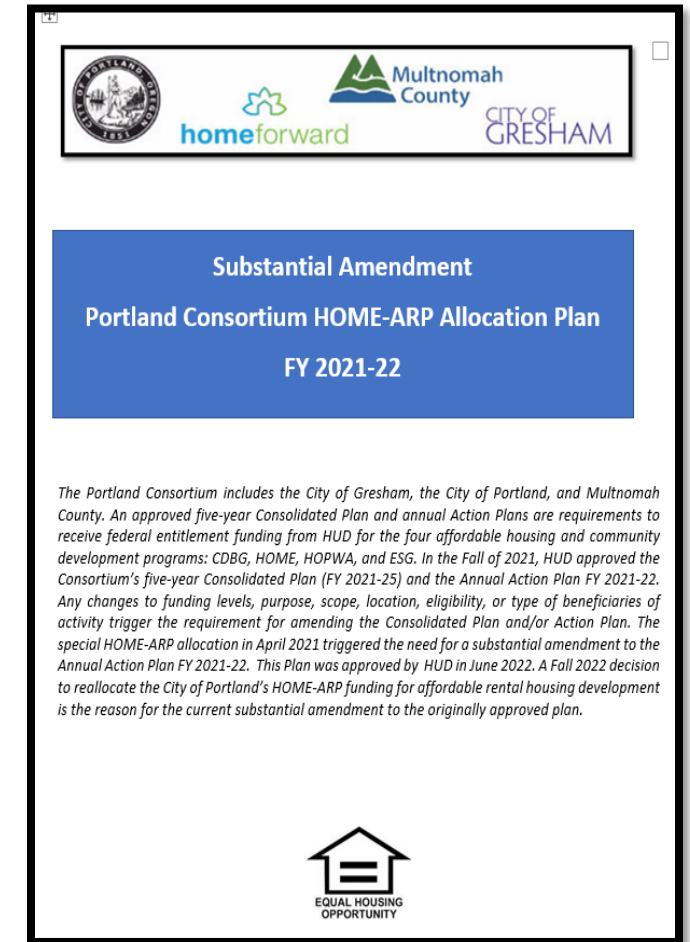 CITY OF PORTLAND, OREGON
1851
homeforward
Multnomah
County
CITY OF
GRESHAM
Substantial Amendment
Portland Consortium HOME-ARP Allocation Plan
FY 2021-22
The Portland Consortium includes the City of Gresham, the City of Portland, and Multnomah
County. An approved five-year Consolidated Plan and annual Action Plans are requirements to
receive federal entitlement funding from HUD for the four affordable housing and community
development programs: CDBG, HOME, HOPWA, and ESG. In the Fall of 2021, HUD approved the
Consortium's five-year Consolidated Plan (FY 2021-25) and the Annual Action Plan FY 2021-22.
Any changes to funding levels, purpose, scope, location, eligibility, or type of beneficiaries of
activity trigger the requirement for amending the Consolidated Plan and/or Action Plan. The
special HOME-ARP allocation in April 2021 triggered the need for a substantial amendment to the
Annual Action Plan FY 2021-22. This Plan was approved by HUD in June 2022. A Fall 2022 decision
to reallocate the City of Portland's HOME-ARP funding for affordable rental housing development
is the reason for the current substantial amendment to the originally approved plan.
EQUAL HOUSING
OPPORTUNITY